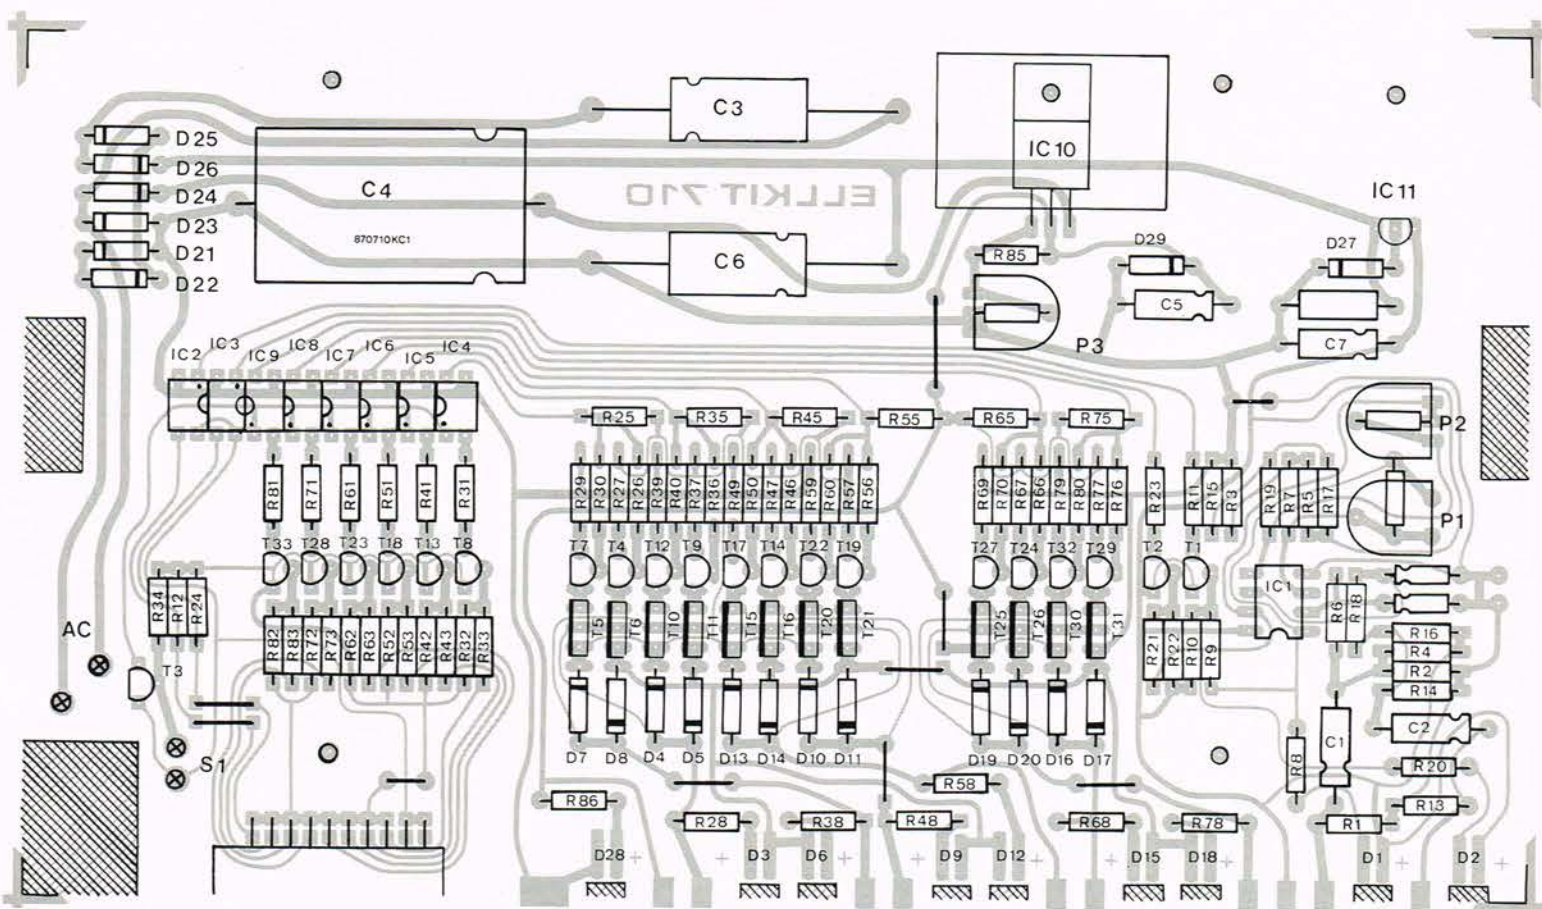 C3
D25
D26
D24
D23
D21
D22
C4
870710KC1
ELLKIT 710
IC10
IC11
C6
R85
D29
D27
C5
C7
P3
IC2 IC3 IC9 IC8 IC7 IC6 IC5 IC4
R25 R35 R45 R55 R65 R75
P2
R81 R71 R61 R51 R41 R31
R29 R30 R27 R26 R39 R40 R37 R36 R49 R50 R47 R46 R59 R60 R57 R56
R69 R70 R67 R66 R79 R80 R77 R76
R23 R11 R15 R3
R19 R7 R5 R17
P1
T33 T28 T23 T18 T13 T8
T7 T4 T12 T9 T17 T14 T22 T19
T27 T24 T32 T29 T2 T1
IC1
R34 R12 R24
R6 R18
T5 T6 T10 T11 T15 T16 T20 T21
T25 T26 T30 T31
AC
R82 R83 R72 R73 R62 R63 R52 R53 R42 R43 R32 R33
R21 R22 R10 R9
R16
R4
R2
R14
T3
C2
C1
R8
S1
D7 D8 D4 D5 D13 D14 D10 D11
D19 D20 D16 D17
R20
R58
R86
R13
R28 R38 R48 R68 R78 R1
D28 D3 D6 D9 D12 D15 D18 D1 D2
+ + + + + + +